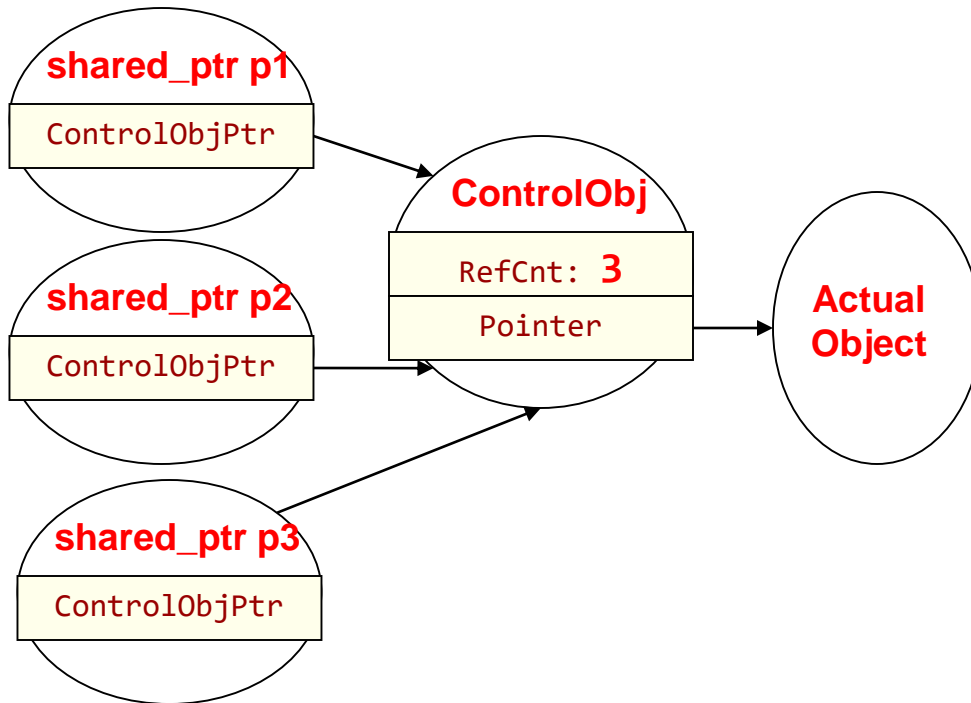 shared_ptr p1
ControlObjPtr
shared_ptr p2
ControlObjPtr
shared_ptr p3
ControlObjPtr
ControlObj
RefCnt: 3
Pointer
Actual
Object